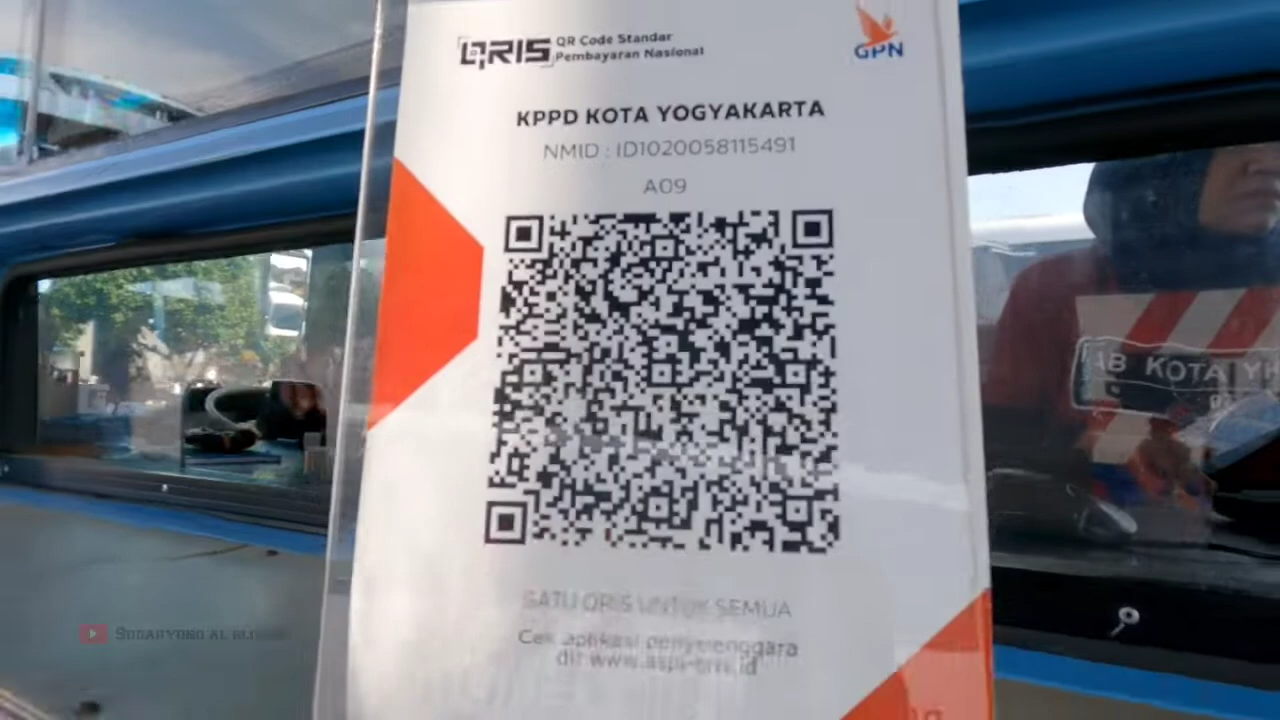 QRIS QR Code Standar
Pembayaran Nasional
GPN
KPPD KOTA YOGYAKARTA
NMID : ID1020058115491
A09
SATU QRIS UNTUK SEMUA
Cek aplikasi penyelenggara
di: www.aspi-qris.id
KOTA